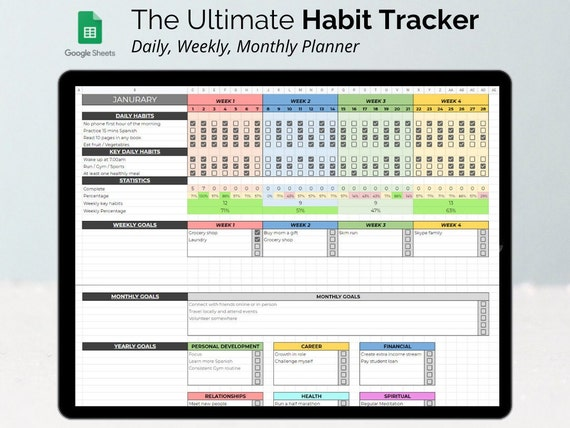 The Ultimate Habit Tracker
Google Sheets
Daily, Weekly, Monthly Planner
JANURARY WEEK 1 WEEK 2 WEEK 3 WEEK 4
1 2 3 4 5 6 7 8 9 10 11 12 13 14 15 16 17 18 19 20 21 22 23 24 25 26 27 28
DAILY HABITS
No phone first hour of the morning
Practice 15 mins Spanish
Read 10 pages in any book
Eat fruit / Vegetables
KEY DAILY HABITS
Wake up at 7:00am
Run / Gym / Sports
At least one healthy meal
STATISTICS
Complete
Percentage
Weekly key habits 12 9 9 13
Weekly Percentage 71% 51% 47% 63%
WEEKLY GOALS WEEK 1 WEEK 2 WEEK 3 WEEK 4
Grocery shop Buy mom a gift Skim run Skype family
Laundry Grocery shop
MONTHLY GOALS MONTHLY GOALS
Connect with friends online or in person
Travel locally and attend events
Volunteer somewhere
YEARLY GOALS PERSONAL DEVELOPMENT CAREER FINANCIAL
Focus Growth in role Create extra income stream
Learn more Spanish Challenge myself Pay student loan
Consistent Gym routine
RELATIONSHIPS HEALTH SPIRITUAL
Meet new people Run a half marathon Regular Meditation